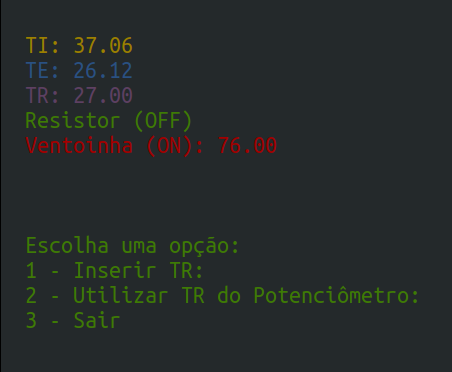 TI: 37.06
TE: 26.12
TR: 27.00
Resistor (OFF)
Ventoinha (ON): 76.00
Escolha uma opção:
1 - Inserir TR:
2 - Utilizar TR do Potenciômetro:
3 - Sair